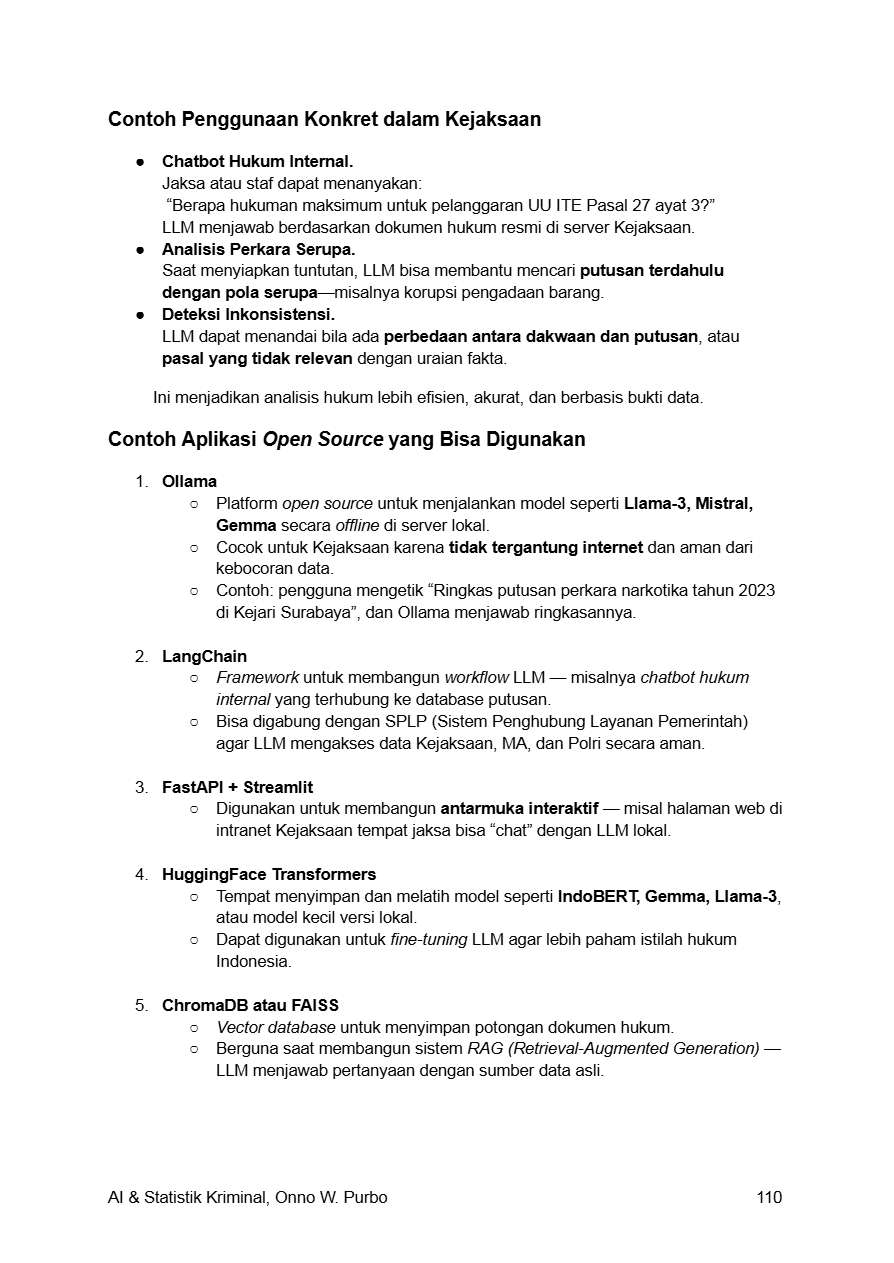 Contoh Penggunaan Konkret dalam Kejaksaan
● Chatbot Hukum Internal.
Jaksa atau staf dapat menanyakan:
“Berapa hukuman maksimum untuk pelanggaran UU ITE Pasal 27 ayat 3?”
LLM menjawab berdasarkan dokumen hukum resmi di server Kejaksaan.
● Analisis Perkara Serupa.
Saat menyiapkan tuntutan, LLM bisa membantu mencari putusan terdahulu
dengan pola serupa—misalnya korupsi pengadaan barang.
● Deteksi Inkonsistensi.
LLM dapat menandai bila ada perbedaan antara dakwaan dan putusan, atau
pasal yang tidak relevan dengan uraian fakta.
Ini menjadikan analisis hukum lebih efisien, akurat, dan berbasis bukti data.
Contoh Aplikasi Open Source yang Bisa Digunakan
1. Ollama
○ Platform open source untuk menjalankan model seperti Llama-3, Mistral,
Gemma secara offline di server lokal.
○ Cocok untuk Kejaksaan karena tidak tergantung internet dan aman dari
kebocoran data.
○ Contoh: pengguna mengetik “Ringkas putusan perkara narkotika tahun 2023
di Kejari Surabaya”, dan Ollama menjawab ringkasannya.
2. LangChain
○ Framework untuk membangun workflow LLM — misalnya chatbot hukum
internal yang terhubung ke database putusan.
○ Bisa digabung dengan SPLP (Sistem Penghubung Layanan Pemerintah)
agar LLM mengakses data Kejaksaan, MA, dan Polri secara aman.
3. FastAPI + Streamlit
○ Digunakan untuk membangun antarmuka interaktif — misal halaman web di
intranet Kejaksaan tempat jaksa bisa “chat” dengan LLM lokal.
4. HuggingFace Transformers
○ Tempat menyimpan dan melatih model seperti IndoBERT, Gemma, Llama-3,
atau model kecil versi lokal.
○ Dapat digunakan untuk fine-tuning LLM agar lebih paham istilah hukum
Indonesia.
5. ChromaDB atau FAISS
○ Vector database untuk menyimpan potongan dokumen hukum.
○ Berguna saat membangun sistem RAG (Retrieval-Augmented Generation) —
LLM menjawab pertanyaan dengan sumber data asli.
AI & Statistik Kriminal, Onno W. Purbo 110